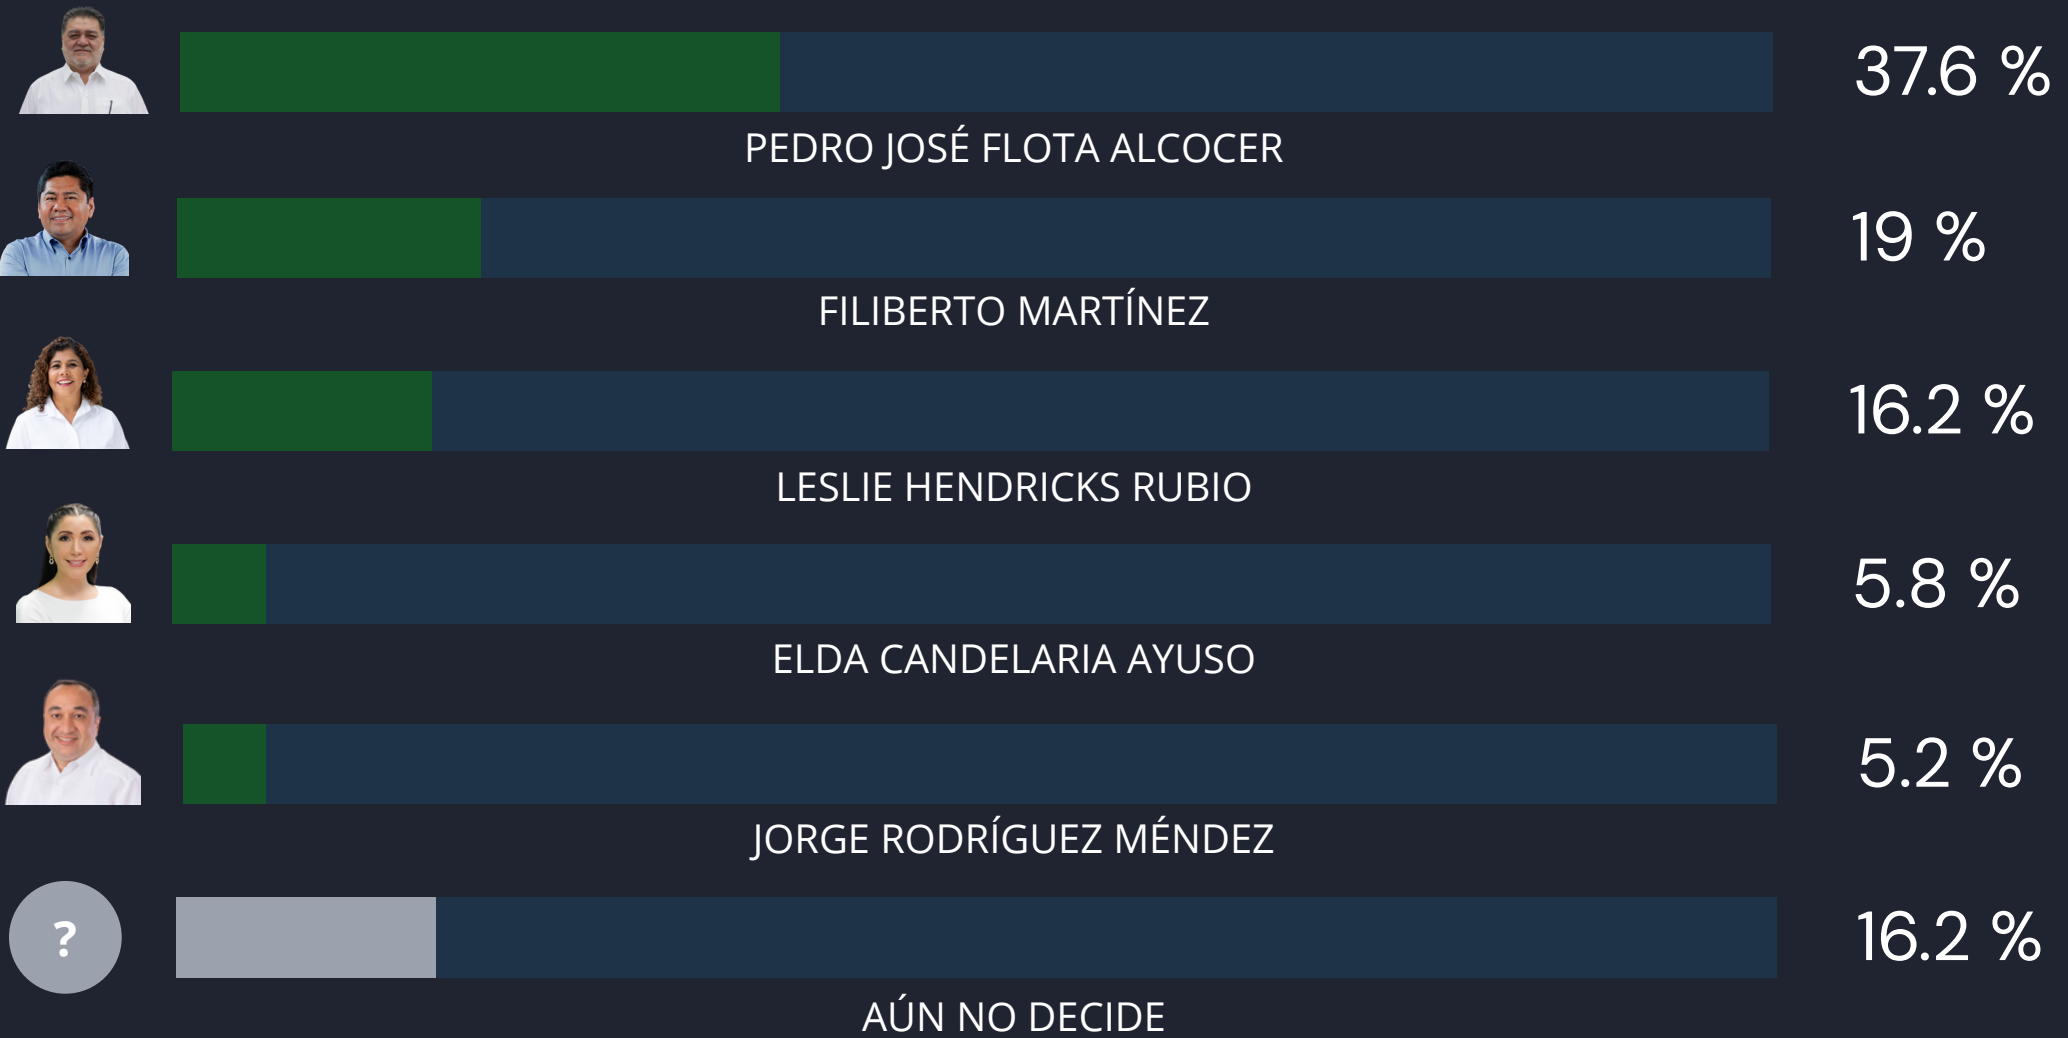 37.6 %
PEDRO JOSÉ FLOTA ALCOCER
19 %
FILIBERTO MARTÍNEZ
16.2 %
LESLIE HENDRICKS RUBIO
5.8 %
ELDA CANDELARIA AYUSO
5.2 %
JORGE RODRÍGUEZ MÉNDEZ
? 16.2 %
AÚN NO DECIDE